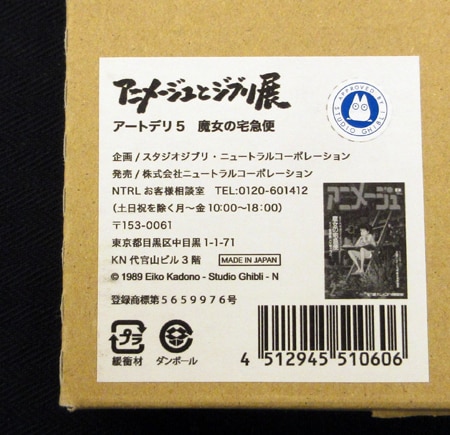 アニメージュとジブリ展
APPROVED BY
STUDIO GHIBLI
アートデリ5 魔女の宅急便
企画/スタジオジブリ・ニュートラルコーポレーション
発売/株式会社ニュートラルコーポレーション
NTRL お客様相談室 TEL:0120-601412
(土日祝を除く月〜金 10:00〜18:00)
〒153-0061
東京都目黒区中目黒 1-1-71
KN 代官山ビル3階 MADE IN JAPAN
© 1989 Eiko Kadono - Studio Ghibli - N
登録商標第5659976号
アニメージュ
プラ
緩衝材
ダンボール
4 512945 510606